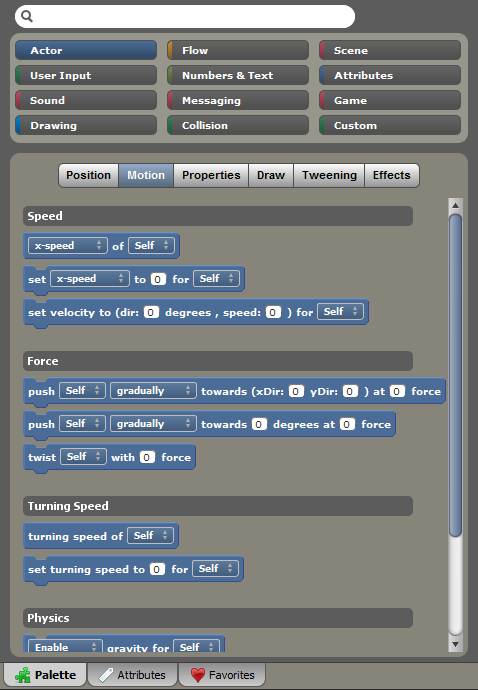 Actor Flow Scene
User Input Numbers & Text Attributes
Sound Messaging Game
Drawing Collision Custom
Position Motion Properties Draw Tweening Effects
Speed
x-speed of Self
set x-speed to 0 for Self
set velocity to (dir: 0 degrees , speed: 0 ) for Self
Force
push Self gradually towards (xDir: 0 yDir: 0 ) at 0 force
push Self gradually towards 0 degrees at 0 force
twist Self with 0 force
Turning Speed
turning speed of Self
set turning speed to 0 for Self
Physics
Enable gravity for Self
Palette Attributes Favorites